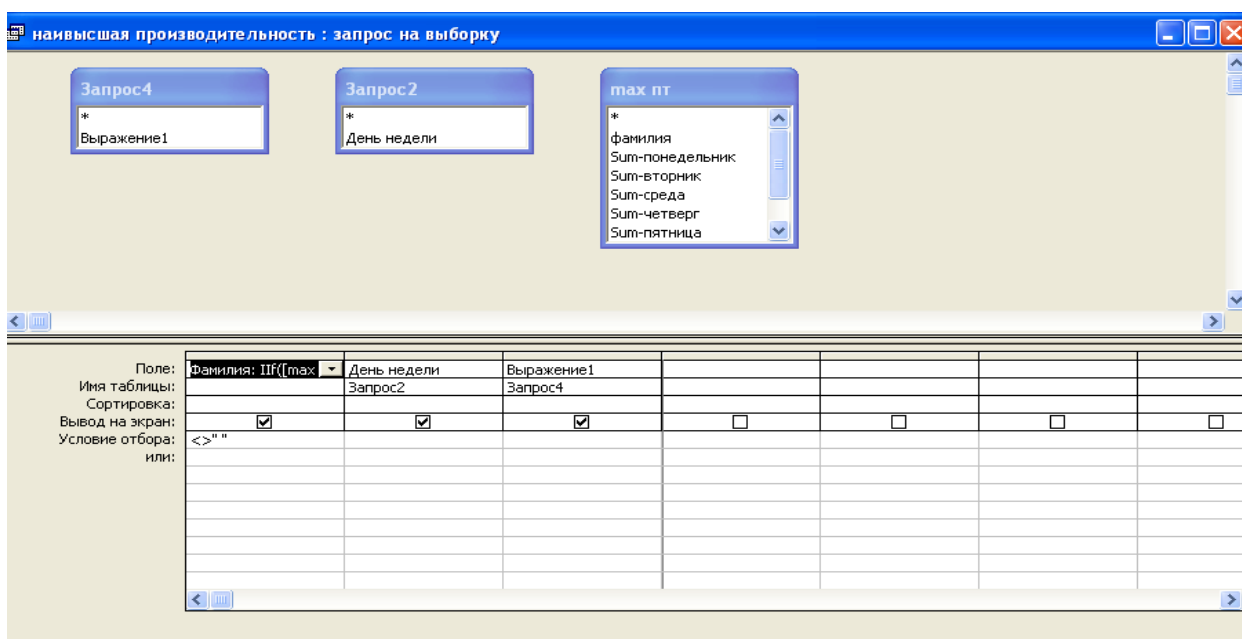 наивысшая производительность : запрос на выборку
Запрос4
*
Выражение1
Запрос2
*
День недели
max пт
*
фамилия
Sum-понедельник
Sum-вторник
Sum-среда
Sum-четверг
Sum-пятница
Поле: Фамилия: IIf([max День недели Выражение1
Имя таблицы: Запрос2 Запрос4
Сортировка:
Вывод на экран:
Условие отбора: <>" "
или: